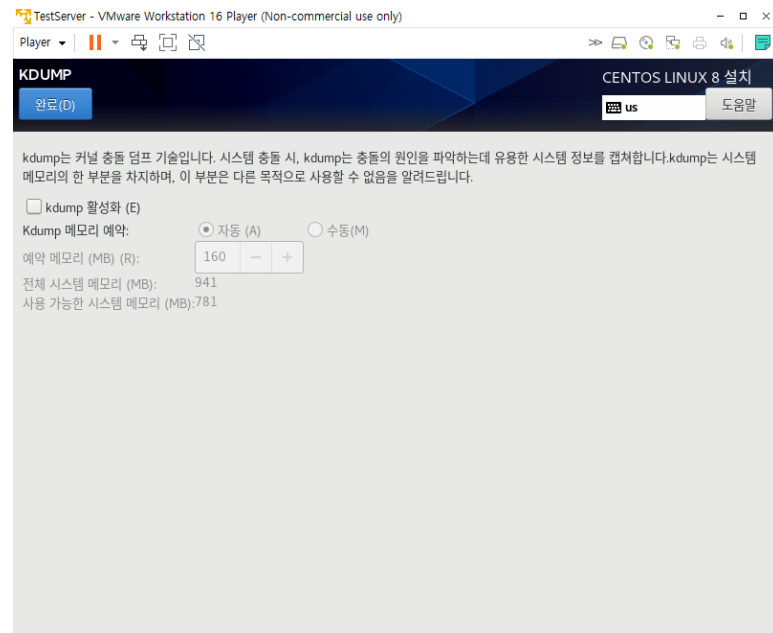 TestServer - VMware Workstation 16 Player (Non-commercial use only)
Player
KDUMP
CENTOS LINUX 8 설치
완료(D)
us
도움말
kdump는 커널 충돌 덤프 기술입니다. 시스템 충돌 시, kdump는 충돌의 원인을 파악하는데 유용한 시스템 정보를 캡쳐합니다.kdump는 시스템
메모리의 한 부분을 차지하며, 이 부분은 다른 목적으로 사용할 수 없음을 알려드립니다.
kdump 활성화 (E)
Kdump 메모리 예약: 자동 (A) 수동(M)
예약 메모리 (MB) (R): 160 − +
전체 시스템 메모리 (MB): 941
사용 가능한 시스템 메모리 (MB):781